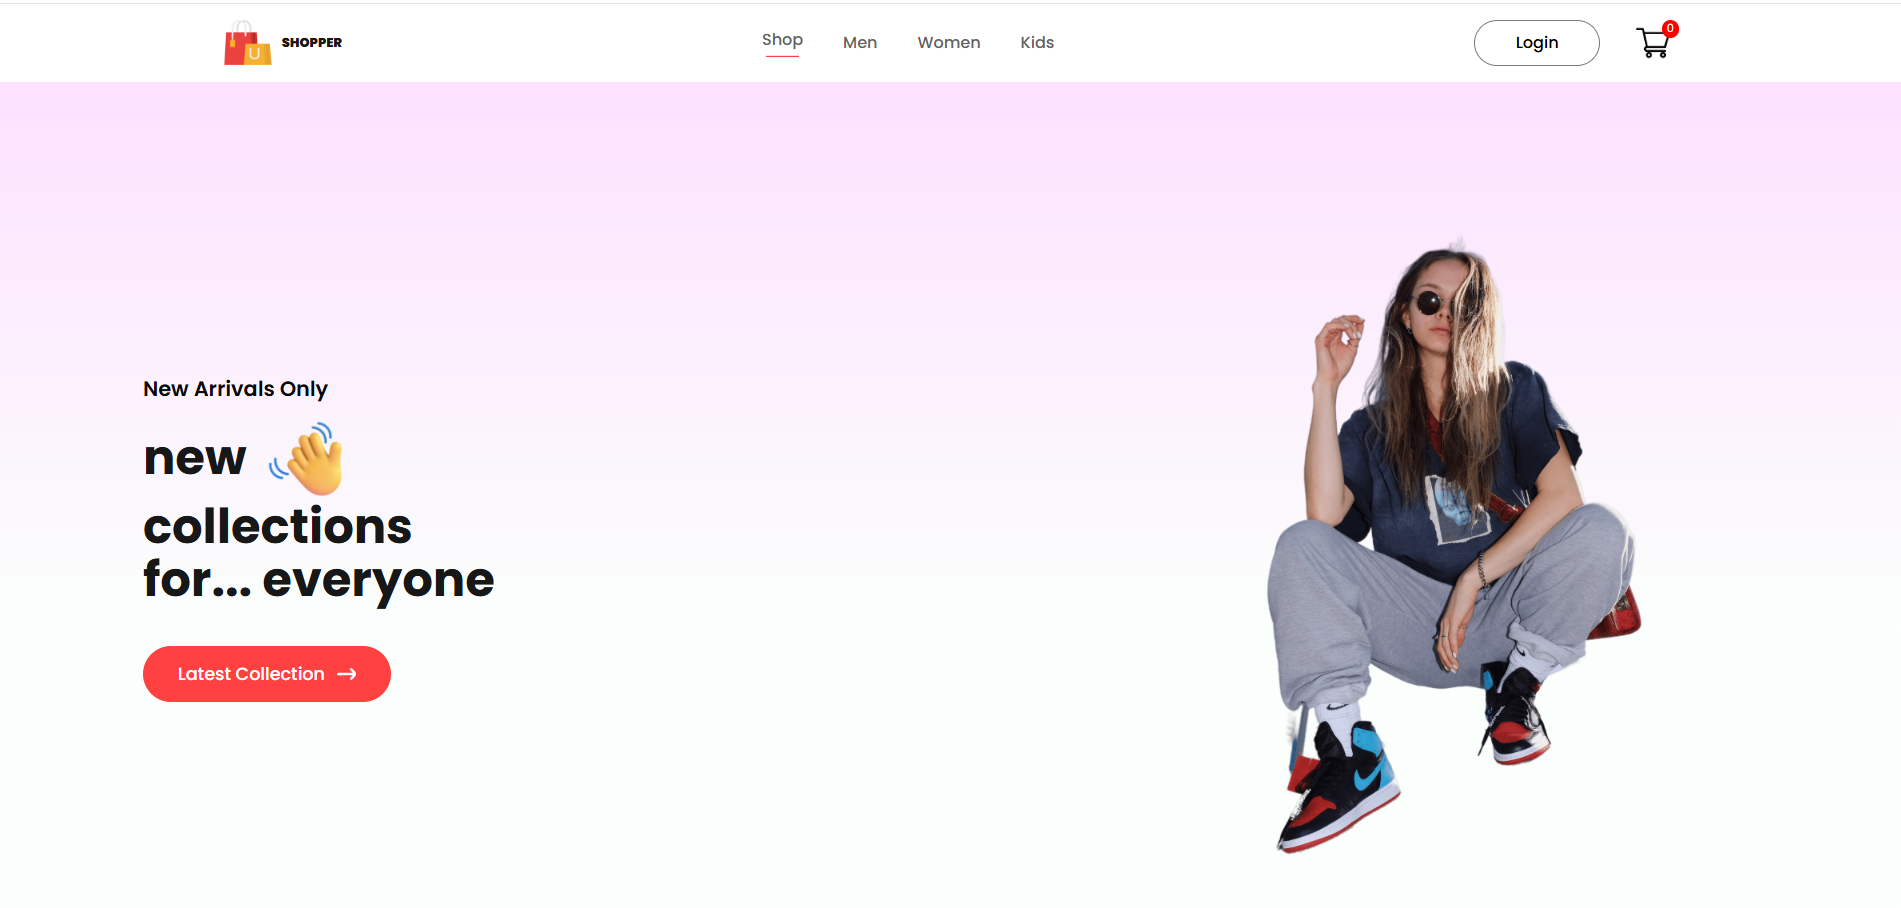 U
SHOPPER
Shop
Men
Women
Kids
Login
0
New Arrivals Only
new
collections
for... everyone
Latest Collection →